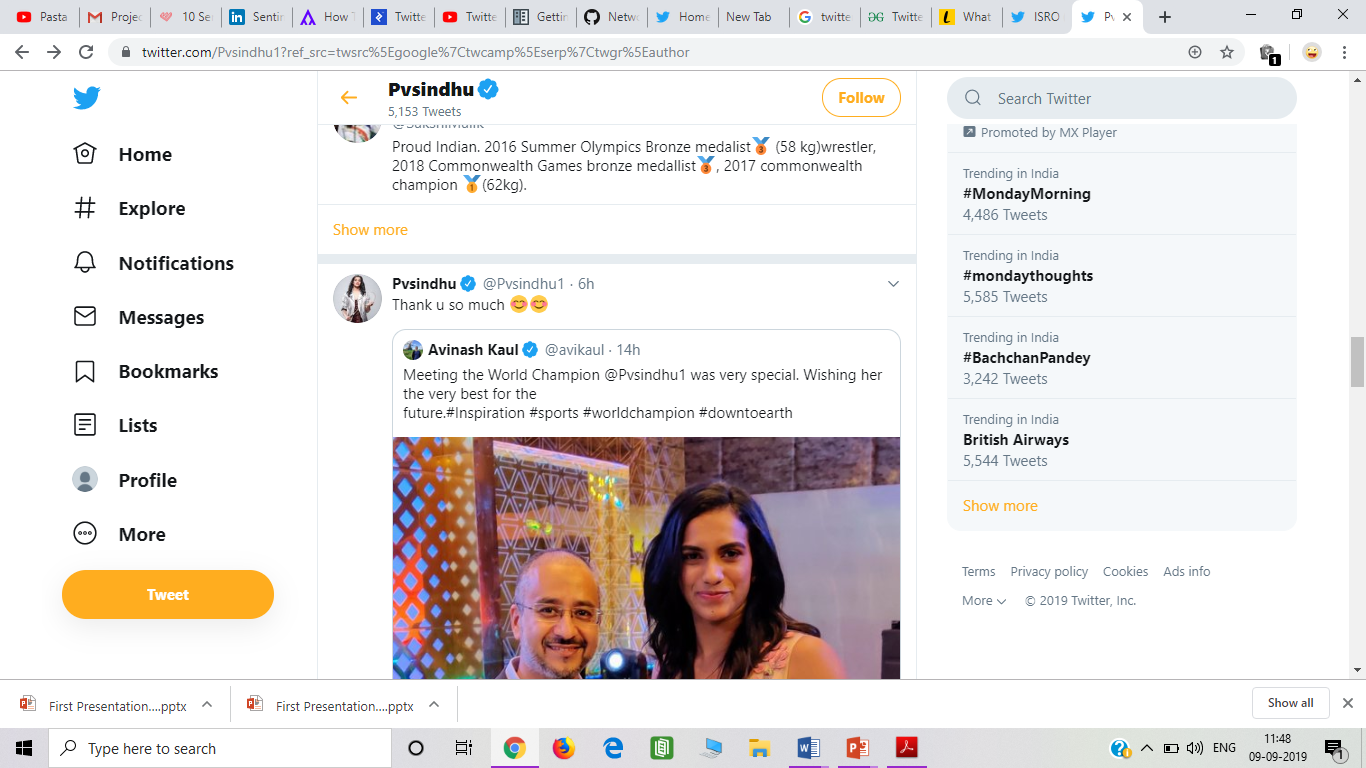 Pasta
Projec
10 Se
Sentin
How T
Twitte
Twitte
Gettin
Netwo
Home
New Tab
twitte
Twitte
What
ISRO
Pv
twitter.com/Pvsindhu1?ref_src=twsrc%5Egoogle%7Ctwcamp%5Eserp%7Ctwgr%5Eauthor
1
Pvsindhu
5,153 Tweets
Follow
Search Twitter
Home
Explore
Notifications
Messages
Bookmarks
Lists
Profile
More
Tweet
@SakshiMalik
Proud Indian. 2016 Summer Olympics Bronze medalist🥉 (58 kg)wrestler,
2018 Commonwealth Games bronze medallist🥉, 2017 commonwealth
champion 🥇(62kg).
Show more
Pvsindhu @Pvsindhu1 · 6h
Thank u so much 😊😊
Avinash Kaul @avikaul · 14h
Meeting the World Champion @Pvsindhu1 was very special. Wishing her
the very best for the
future.#Inspiration #sports #worldchampion #downtoearth
Promoted by MX Player
Trending in India
#MondayMorning
4,486 Tweets
Trending in India
#mondaythoughts
5,585 Tweets
Trending in India
#BachchanPandey
3,242 Tweets
Trending in India
British Airways
5,544 Tweets
Show more
Terms Privacy policy Cookies Ads info
More © 2019 Twitter, Inc.
First Presentation....pptx
First Presentation....pptx
Show all
Type here to search
ENG
11:48
09-09-2019
1